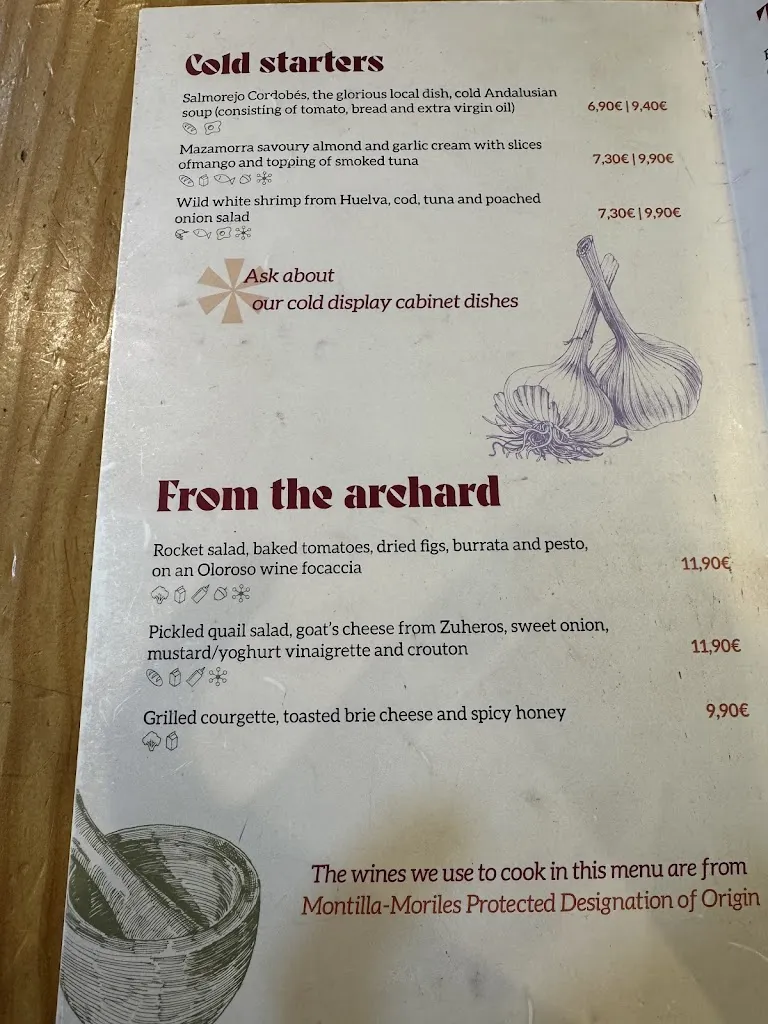 Cold starters
Salmorejo Cordobés, the glorious local dish, cold Andalusian
soup (consisting of tomato, bread and extra virgin oil)
6,90€ | 9,40€
Mazamorra savoury almond and garlic cream with slices
ofmango and topping of smoked tuna
7,30€ | 9,90€
Wild white shrimp from Huelva, cod, tuna and poached
onion salad
7,30€ | 9,90€
Ask about
our cold display cabinet dishes
From the archard
Rocket salad, baked tomatoes, dried figs, burrata and pesto,
on an Oloroso wine focaccia
11,90€
Pickled quail salad, goat's cheese from Zuheros, sweet onion,
mustard/yoghurt vinaigrette and crouton
11,90€
Grilled courgette, toasted brie cheese and spicy honey
9,90€
The wines we use to cook in this menu are from
Montilla-Moriles Protected Designation of Origin